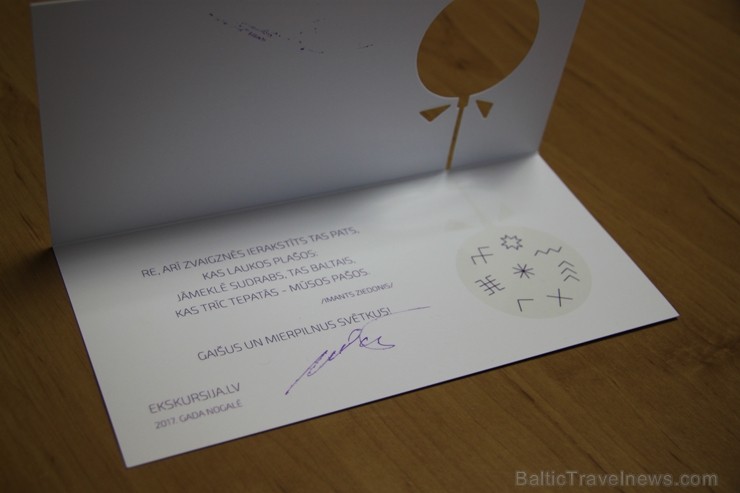 RE, ARĪ ZVAIGZNĒS IERAKSTĪTS TAS PATS,
KAS LAUKOS PLAŠOS:
JĀMEKLĒ SUDRABS, TAS BALTAIS,
KAS TRĪC TEPATĀS – MŪSOS PAŠOS.
/IMANTS ZIEDONIS/
GAIŠUS UN MIERPILNUS SVĒTKUS!
EKSKURSIJA.LV
2017. GADA NOGALĒ
BalticTravelnews.com